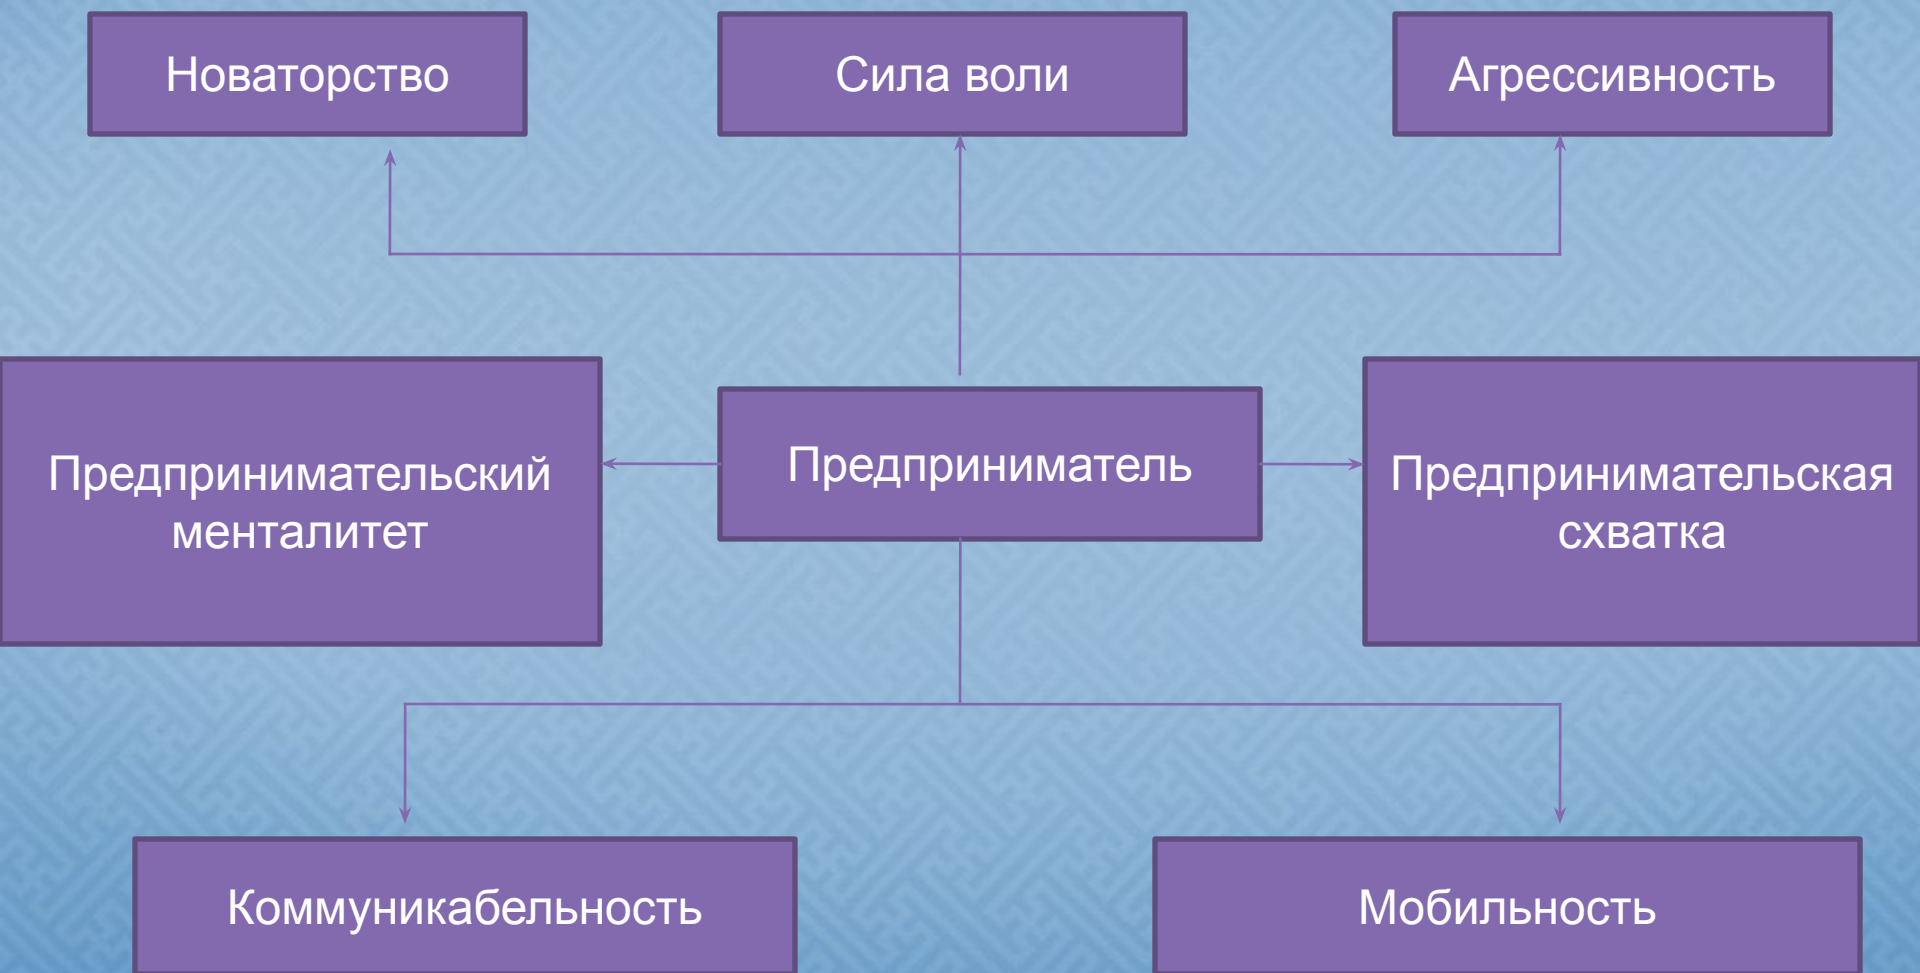 Новаторство
Сила воли
Агрессивность
Предпринимательский
менталитет
Предприниматель
Предпринимательская
схватка
Коммуникабельность
Мобильность